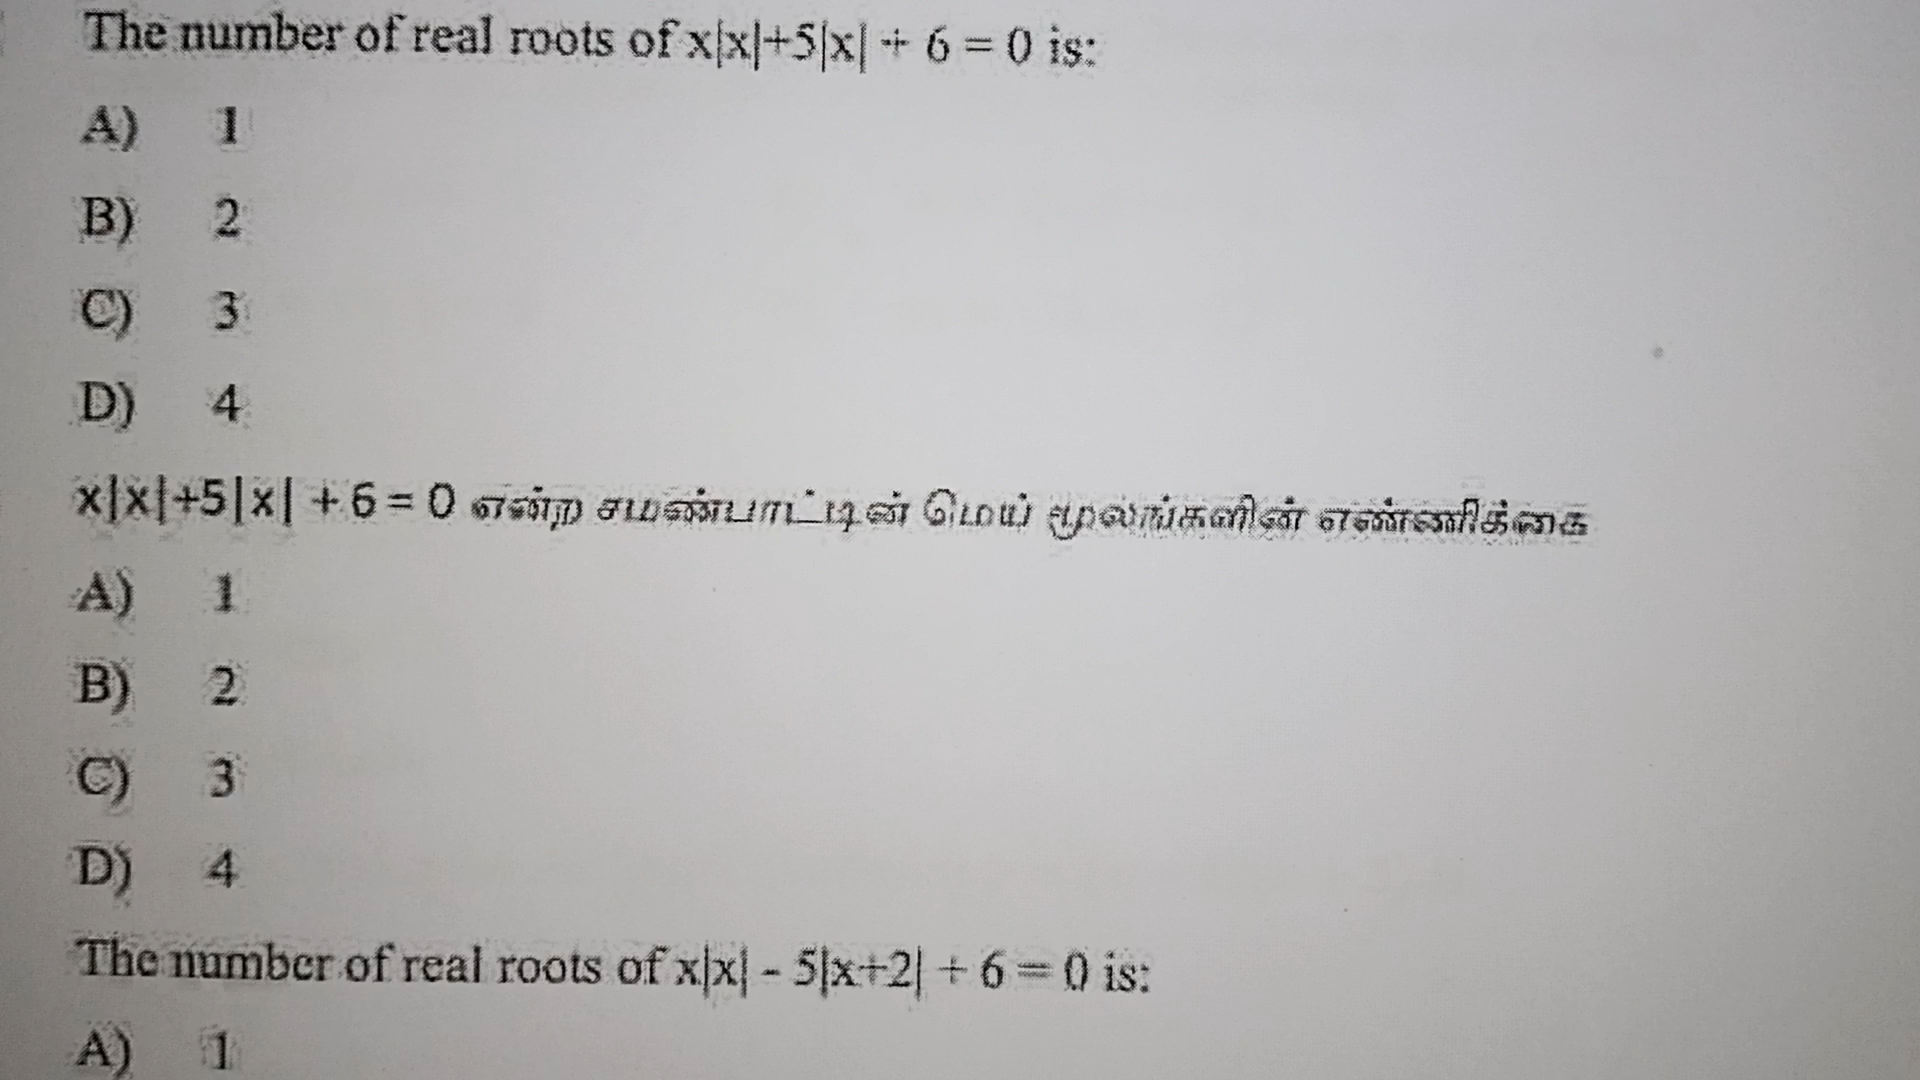 The number of real roots of x|x|+5|x| + 6 = 0 is:
A) 1
B) 2
C) 3
D) 4
x|x|+5|x| + 6 = 0 என்ற சமன்பாட்டின் மெய் மூலங்களின் எண்ணிக்கை
A) 1
B) 2
C) 3
D) 4
The number of real roots of x|x| - 5|x+2| + 6 = 0 is:
A) 1